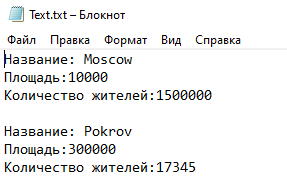 Text.txt – Блокнот
Файл Правка Формат Вид Справка
Название: Moscow
Площадь:10000
Количество жителей:1500000
Название: Pokrov
Площадь:300000
Количество жителей:17345